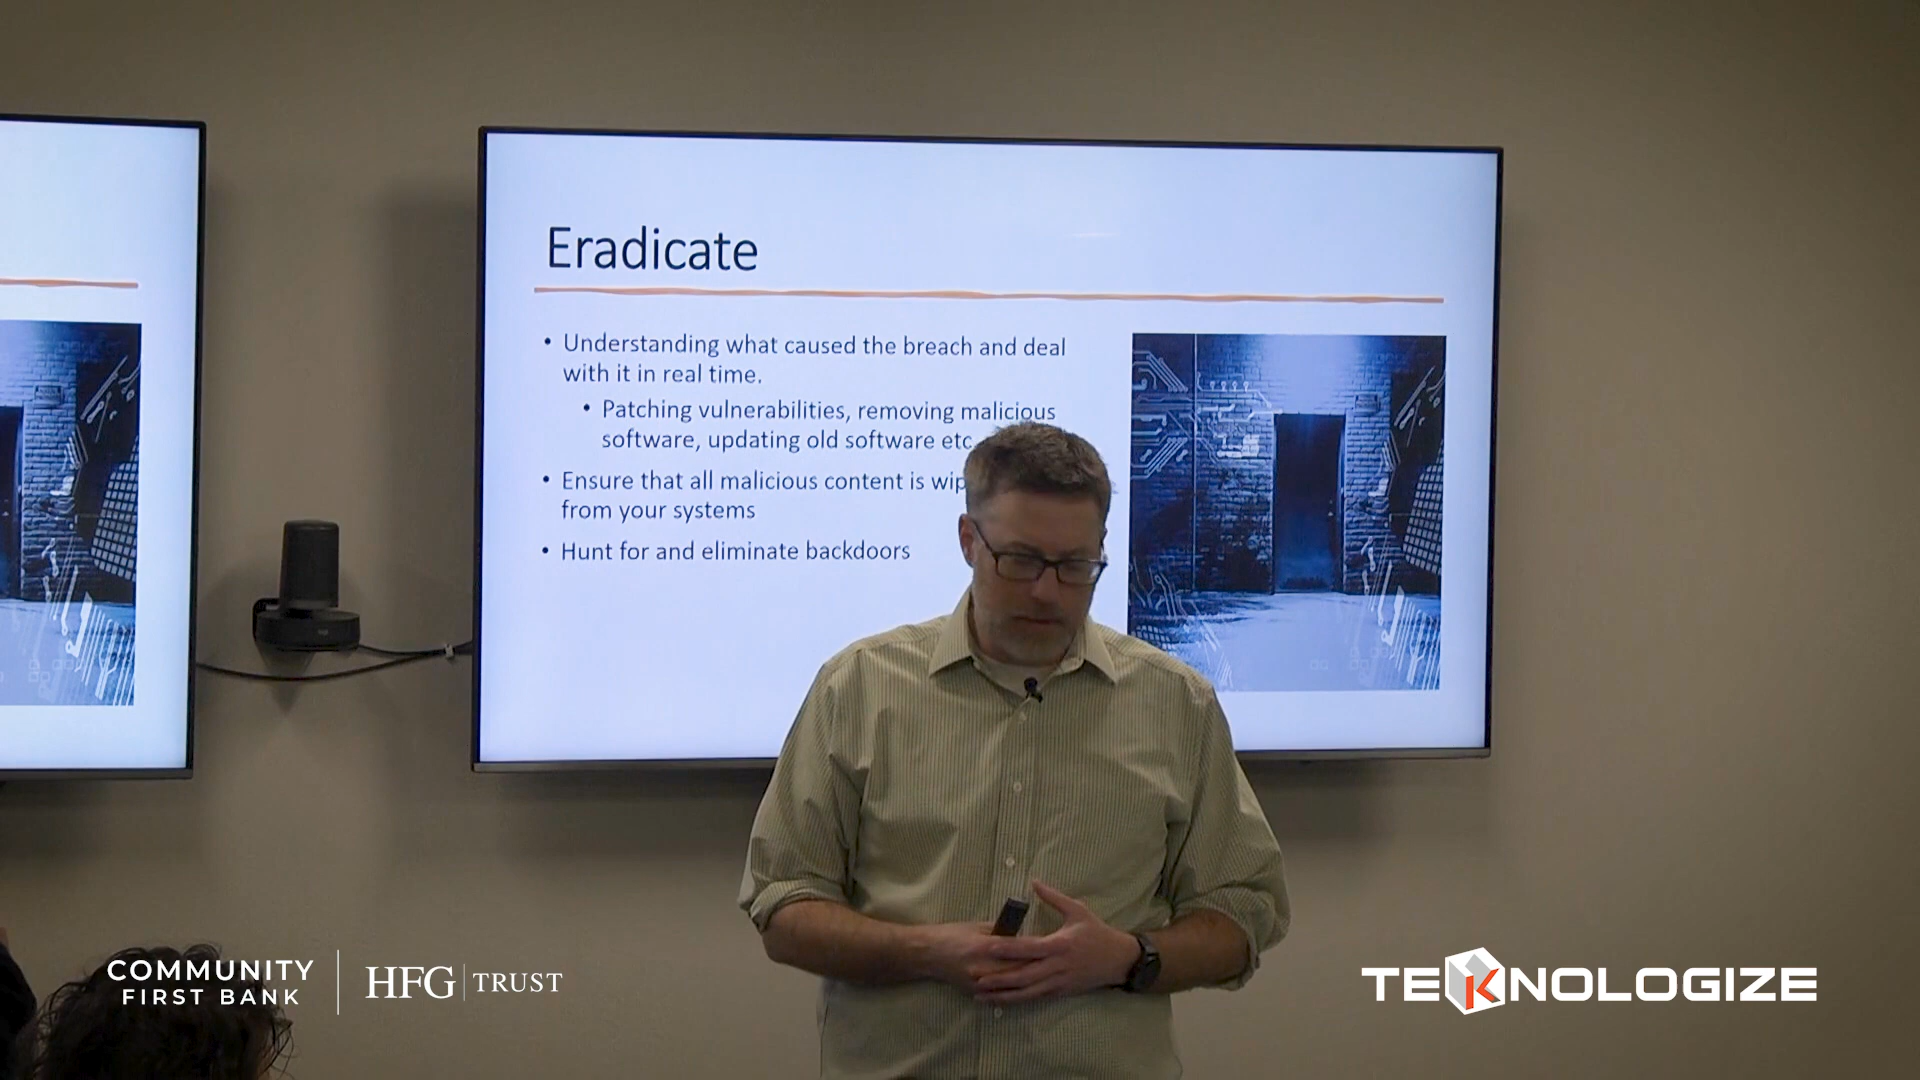 Eradicate
• Understanding what caused the breach and deal
with it in real time.
• Patching vulnerabilities, removing malicious
software, updating old software etc
• Ensure that all malicious content is
from your systems
• Hunt for and eliminate backdoors
COMMUNITY
FIRST BANK
HFG TRUST
TEKNOLOGIZE